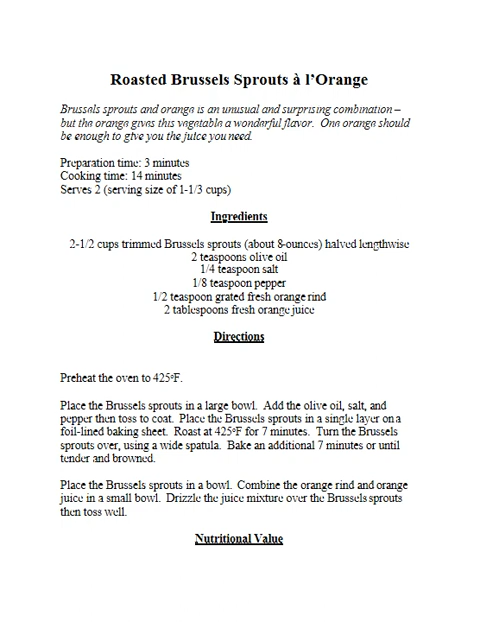 Roasted Brussels Sprouts à l'Orange
Brussels sprouts and orange is an unusual and surprising combination –
but the orange gives this vegetable a wonderful flavor. One orange should
be enough to give you the juice you need.
Preparation time: 3 minutes
Cooking time: 14 minutes
Serves 2 (serving size of 1-1/3 cups)
Ingredients
2-1/2 cups trimmed Brussels sprouts (about 8-ounces) halved lengthwise
2 teaspoons olive oil
1/4 teaspoon salt
1/8 teaspoon pepper
1/2 teaspoon grated fresh orange rind
2 tablespoons fresh orange juice
Directions
Preheat the oven to 425°F.
Place the Brussels sprouts in a large bowl. Add the olive oil, salt, and
pepper then toss to coat. Place the Brussels sprouts in a single layer on a
foil-lined baking sheet. Roast at 425°F for 7 minutes. Turn the Brussels
sprouts over, using a wide spatula. Bake an additional 7 minutes or until
tender and browned.
Place the Brussels sprouts in a bowl. Combine the orange rind and orange
juice in a small bowl. Drizzle the juice mixture over the Brussels sprouts
then toss well.
Nutritional Value